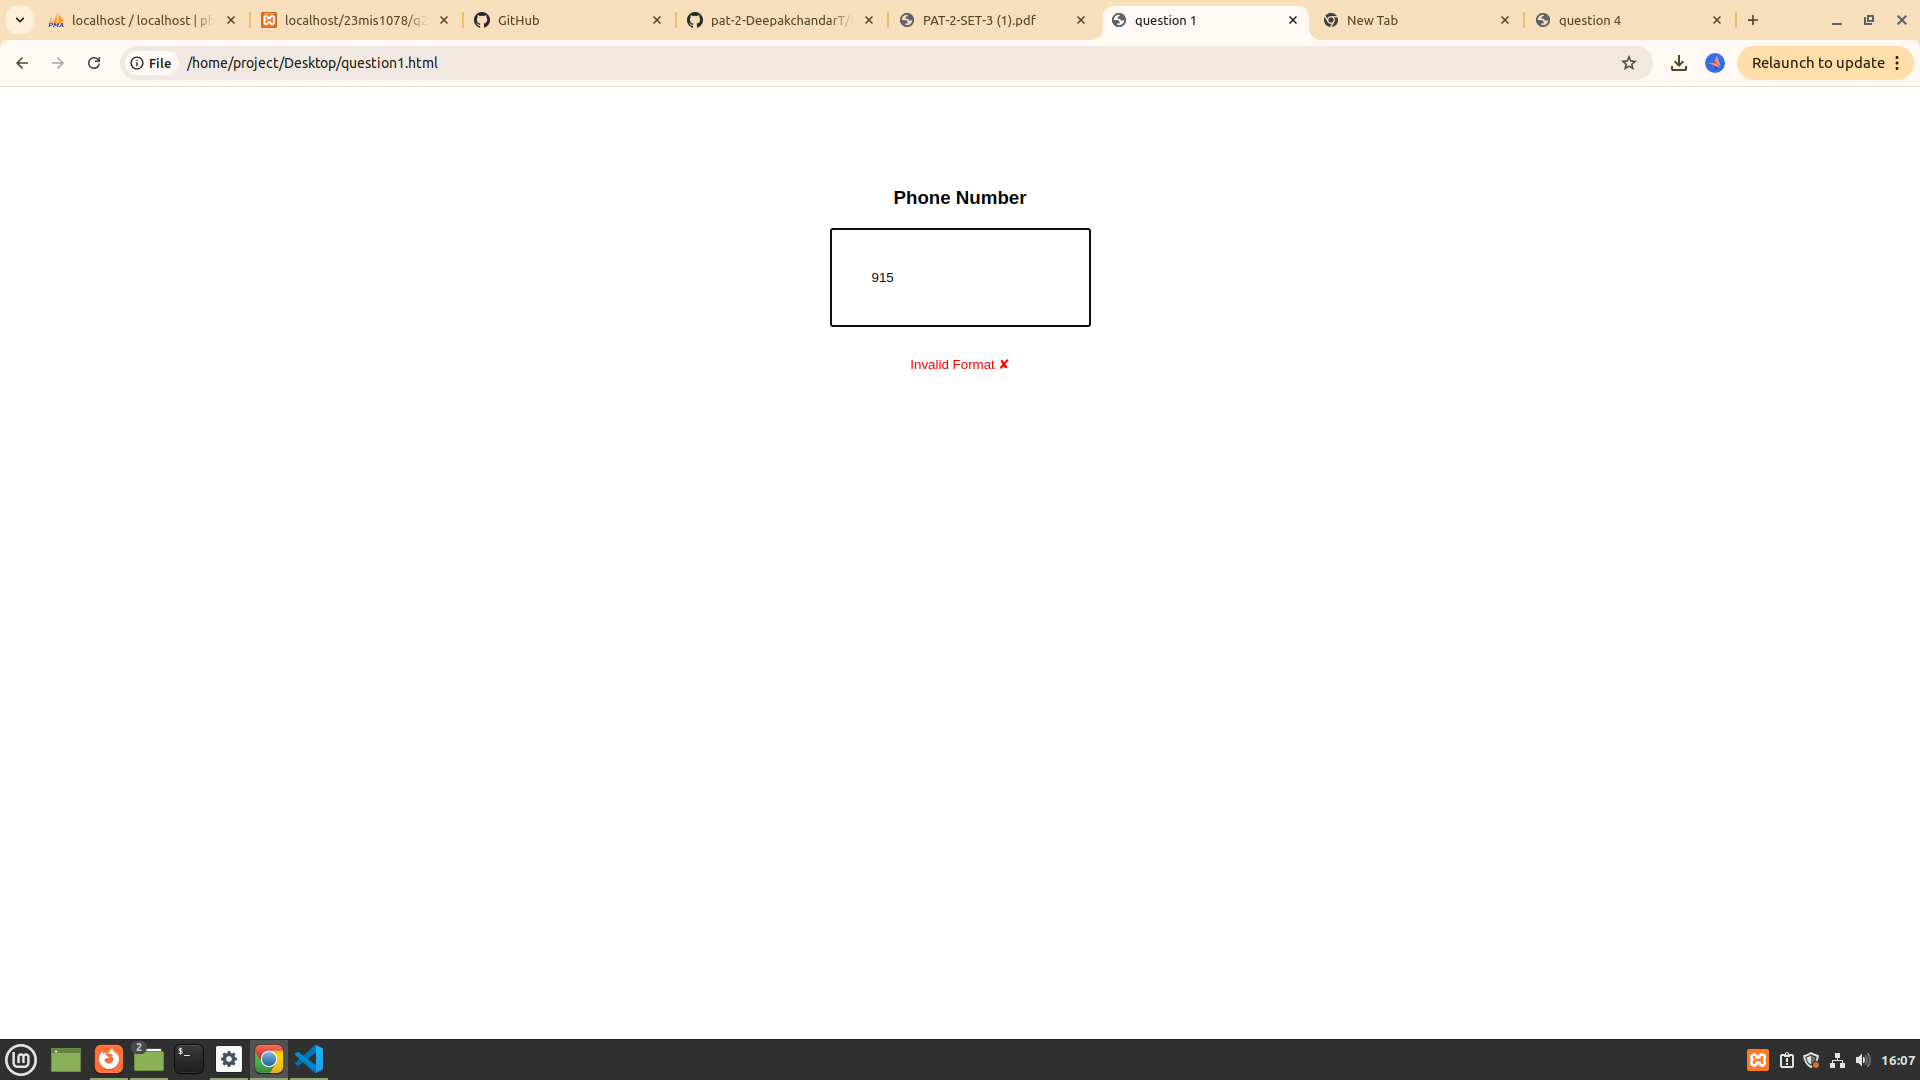 localhost / localhost | ph
localhost/23mis1078/q2
GitHub
pat-2-DeepakchandarT/
PAT-2-SET-3 (1).pdf
question 1
New Tab
question 4
File
/home/project/Desktop/question1.html
Relaunch to update
Phone Number
915
Invalid Format ✘
2
$_
16:07